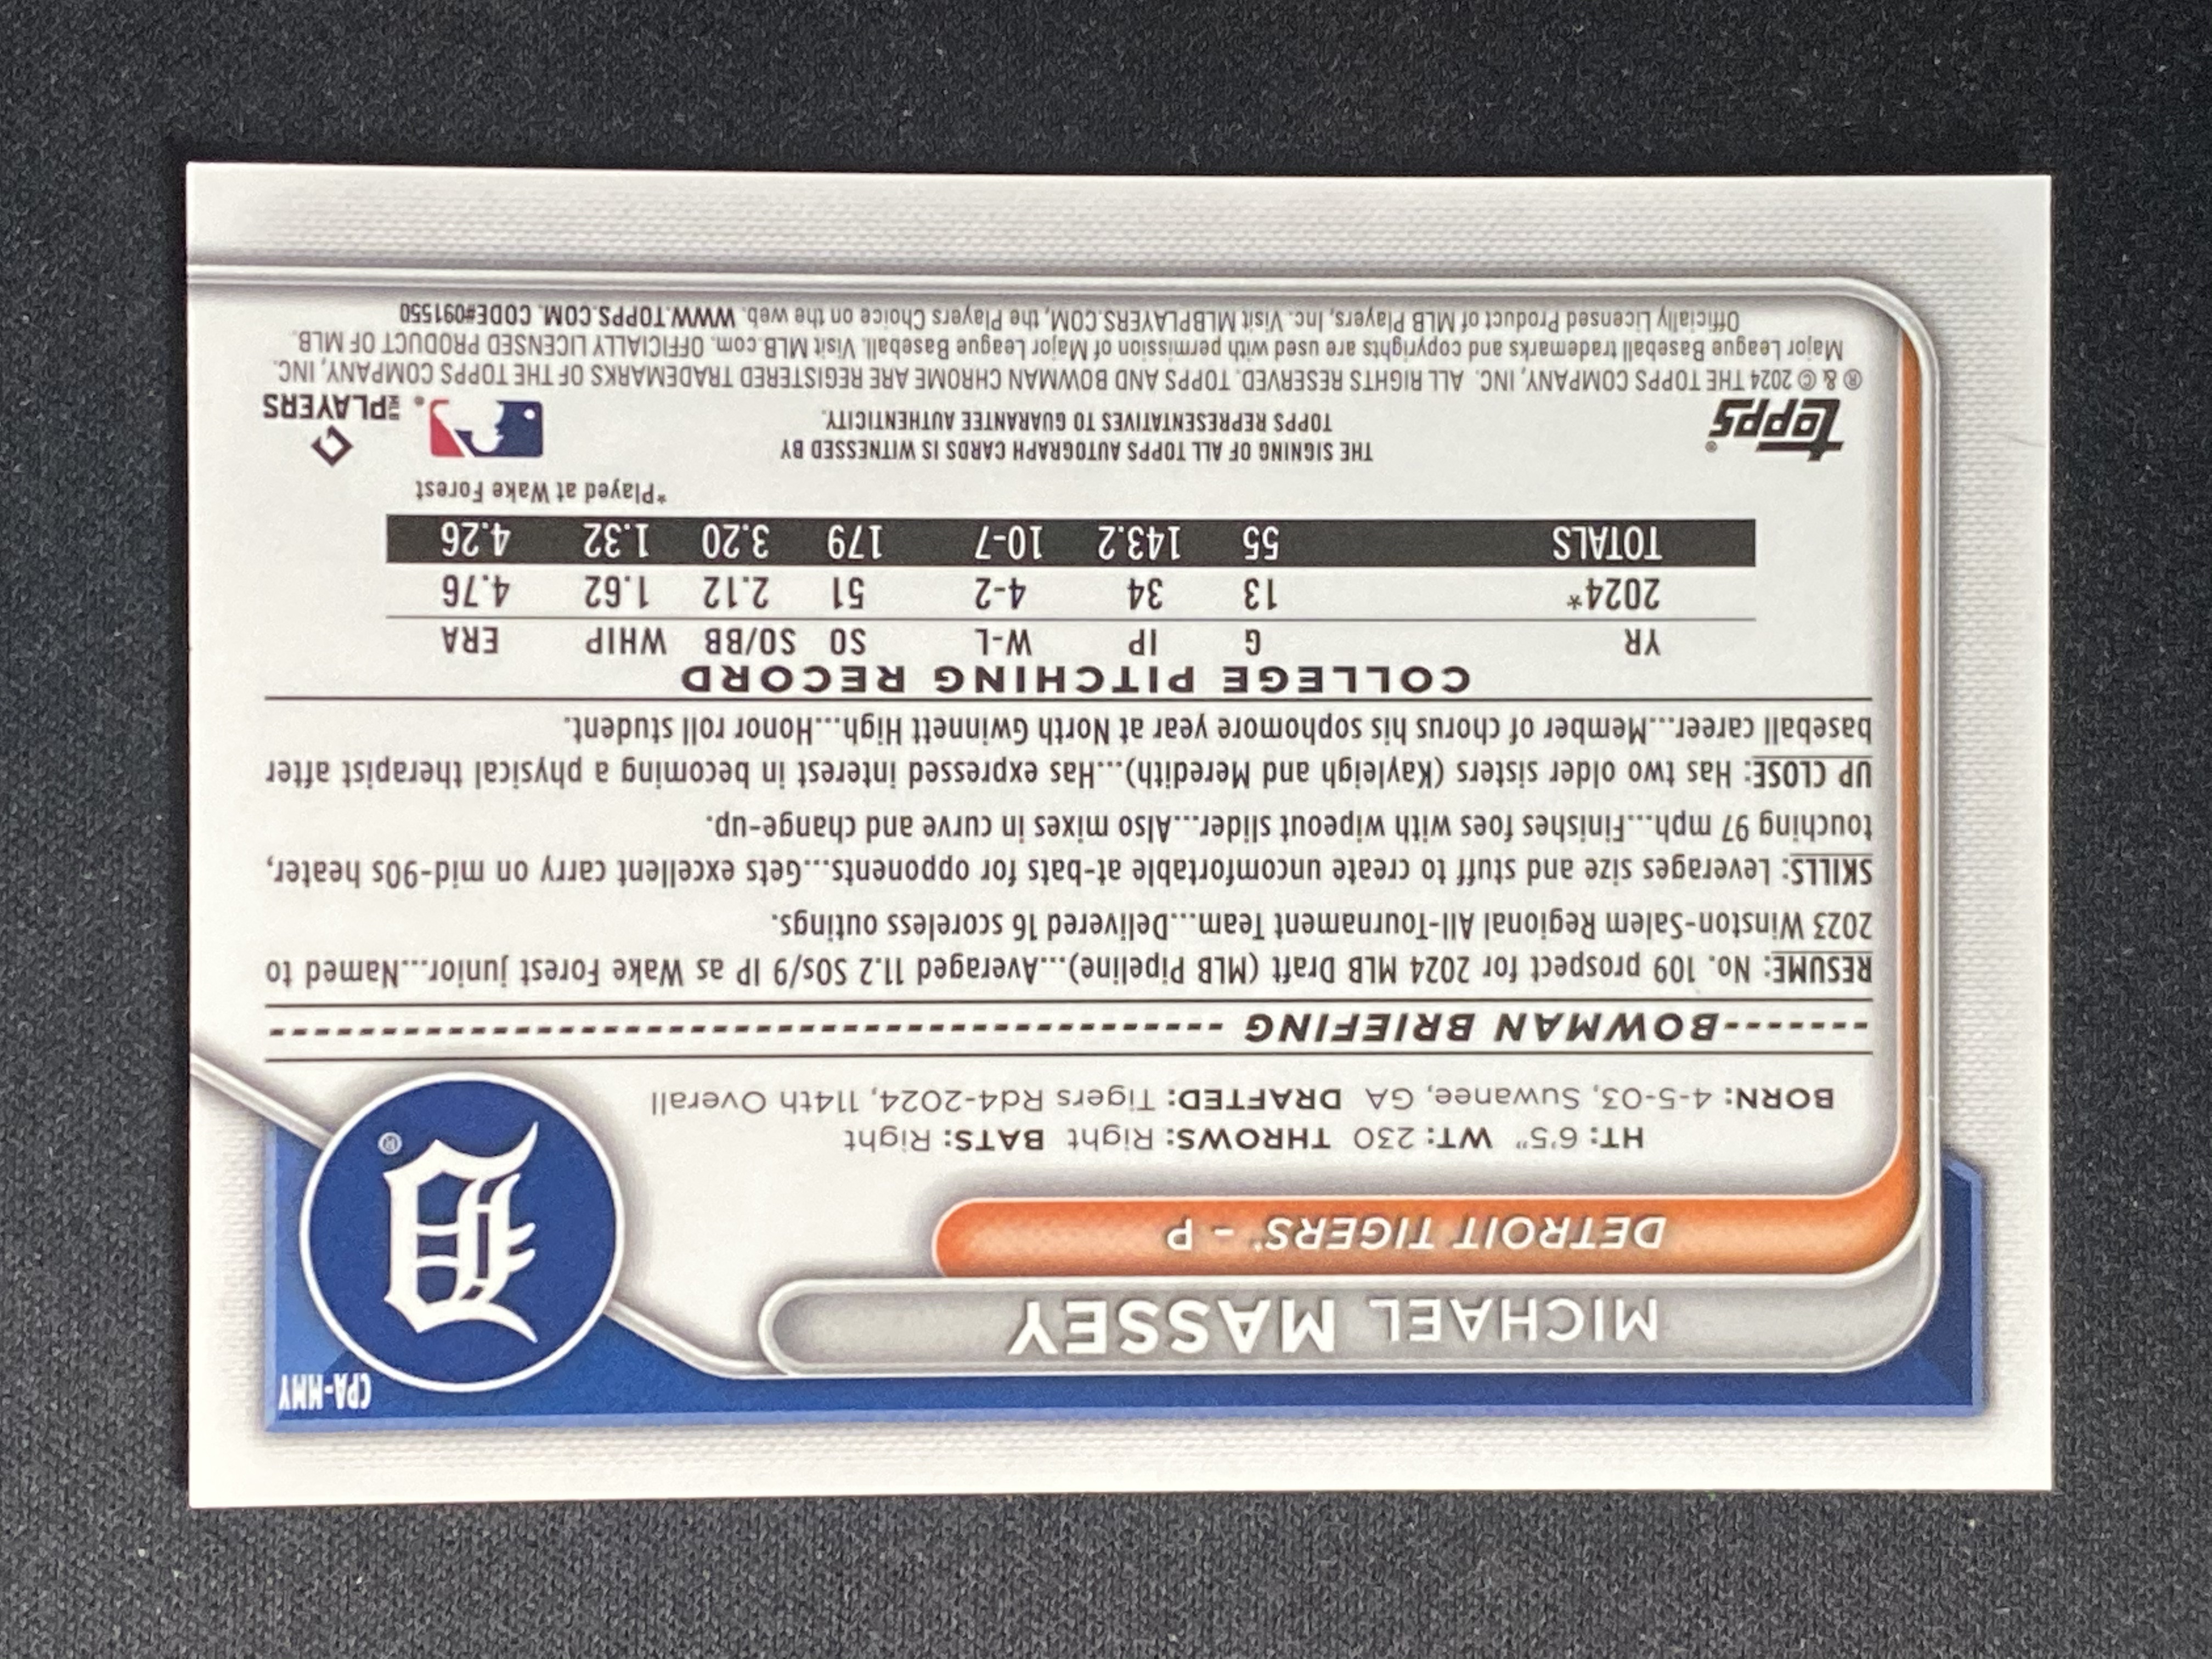 CPA-MMY
MICHAEL MASSEY
DETROIT TIGERS® - P
HT: 6'5" WT: 230 THROWS: Right BATS: Right
BORN: 4-5-03, Suwanee, GA DRAFTED: Tigers Rd4-2024, 114th Overall
®
BOWMAN BRIEFING
RESUME: No. 109 prospect for 2024 MLB Draft (MLB Pipeline)...Averaged 11.2 SOs/9 IP as Wake Forest junior...Named to
2023 Winston-Salem Regional All-Tournament Team...Delivered 16 scoreless outings.
SKILLS: Leverages size and stuff to create uncomfortable at-bats for opponents...Gets excellent carry on mid-90s heater,
touching 97 mph...Finishes foes with wipeout slider...Also mixes in curve and change-up.
UP CLOSE: Has two older sisters (Kayleigh and Meredith)...Has expressed interest in becoming a physical therapist after
baseball career...Member of chorus his sophomore year at North Gwinnett High...Honor roll student.
COLLEGE PITCHING RECORD
YR G IP W-L SO SO/BB WHIP ERA
2024* 13 34 4-2 51 2.12 1.62 4.76
TOTALS 55 143.2 10-7 179 3.20 1.32 4.26
*Played at Wake Forest
Topps®
THE SIGNING OF ALL TOPPS AUTOGRAPH CARDS IS WITNESSED BY
TOPPS REPRESENTATIVES TO GUARANTEE AUTHENTICITY.
MLB PLAYERS
® & © 2024 THE TOPPS COMPANY, INC. ALL RIGHTS RESERVED. TOPPS AND BOWMAN CHROME ARE REGISTERED TRADEMARKS OF THE TOPPS COMPANY, INC.
Major League Baseball trademarks and copyrights are used with permission of Major League Baseball. Visit MLB.com. OFFICIALLY LICENSED PRODUCT OF MLB
Officially Licensed Product of MLB Players, Inc. Visit MLBPLAYERS.COM, the Players Choice on the web. WWW.TOPPS.COM. CODE#091550